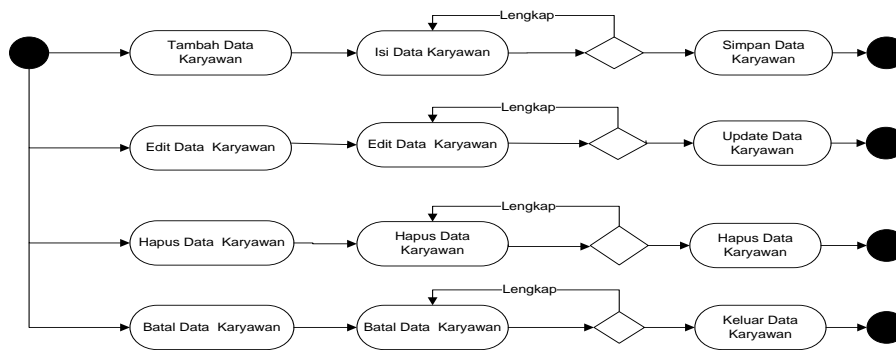 Lengkap
Tambah Data
Karyawan
Isi Data Karyawan
Simpan Data
Karyawan
Lengkap
Edit Data Karyawan
Edit Data Karyawan
Update Data
Karyawan
Lengkap
Hapus Data Karyawan
Hapus Data
Karyawan
Hapus Data
Karyawan
Lengkap
Batal Data Karyawan
Batal Data Karyawan
Keluar Data
Karyawan